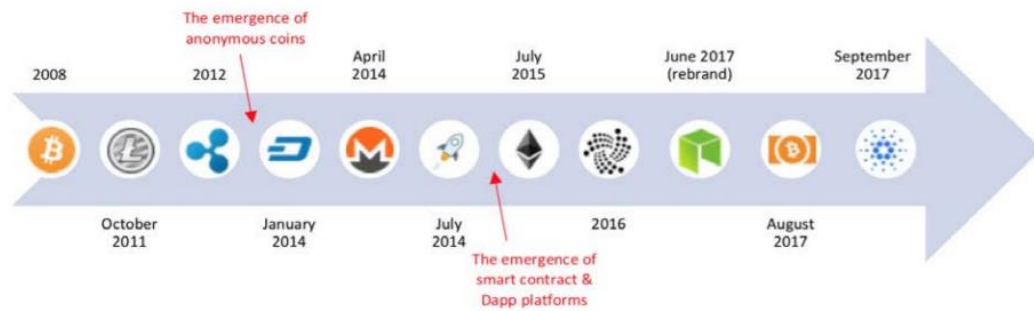 The emergence of
anonymous coins
2008
2012
April
2014
July
2015
June 2017
(rebrand)
September
2017
October
2011
January
2014
July
2014
2016
August
2017
The emergence of
smart contract &
Dapp platforms